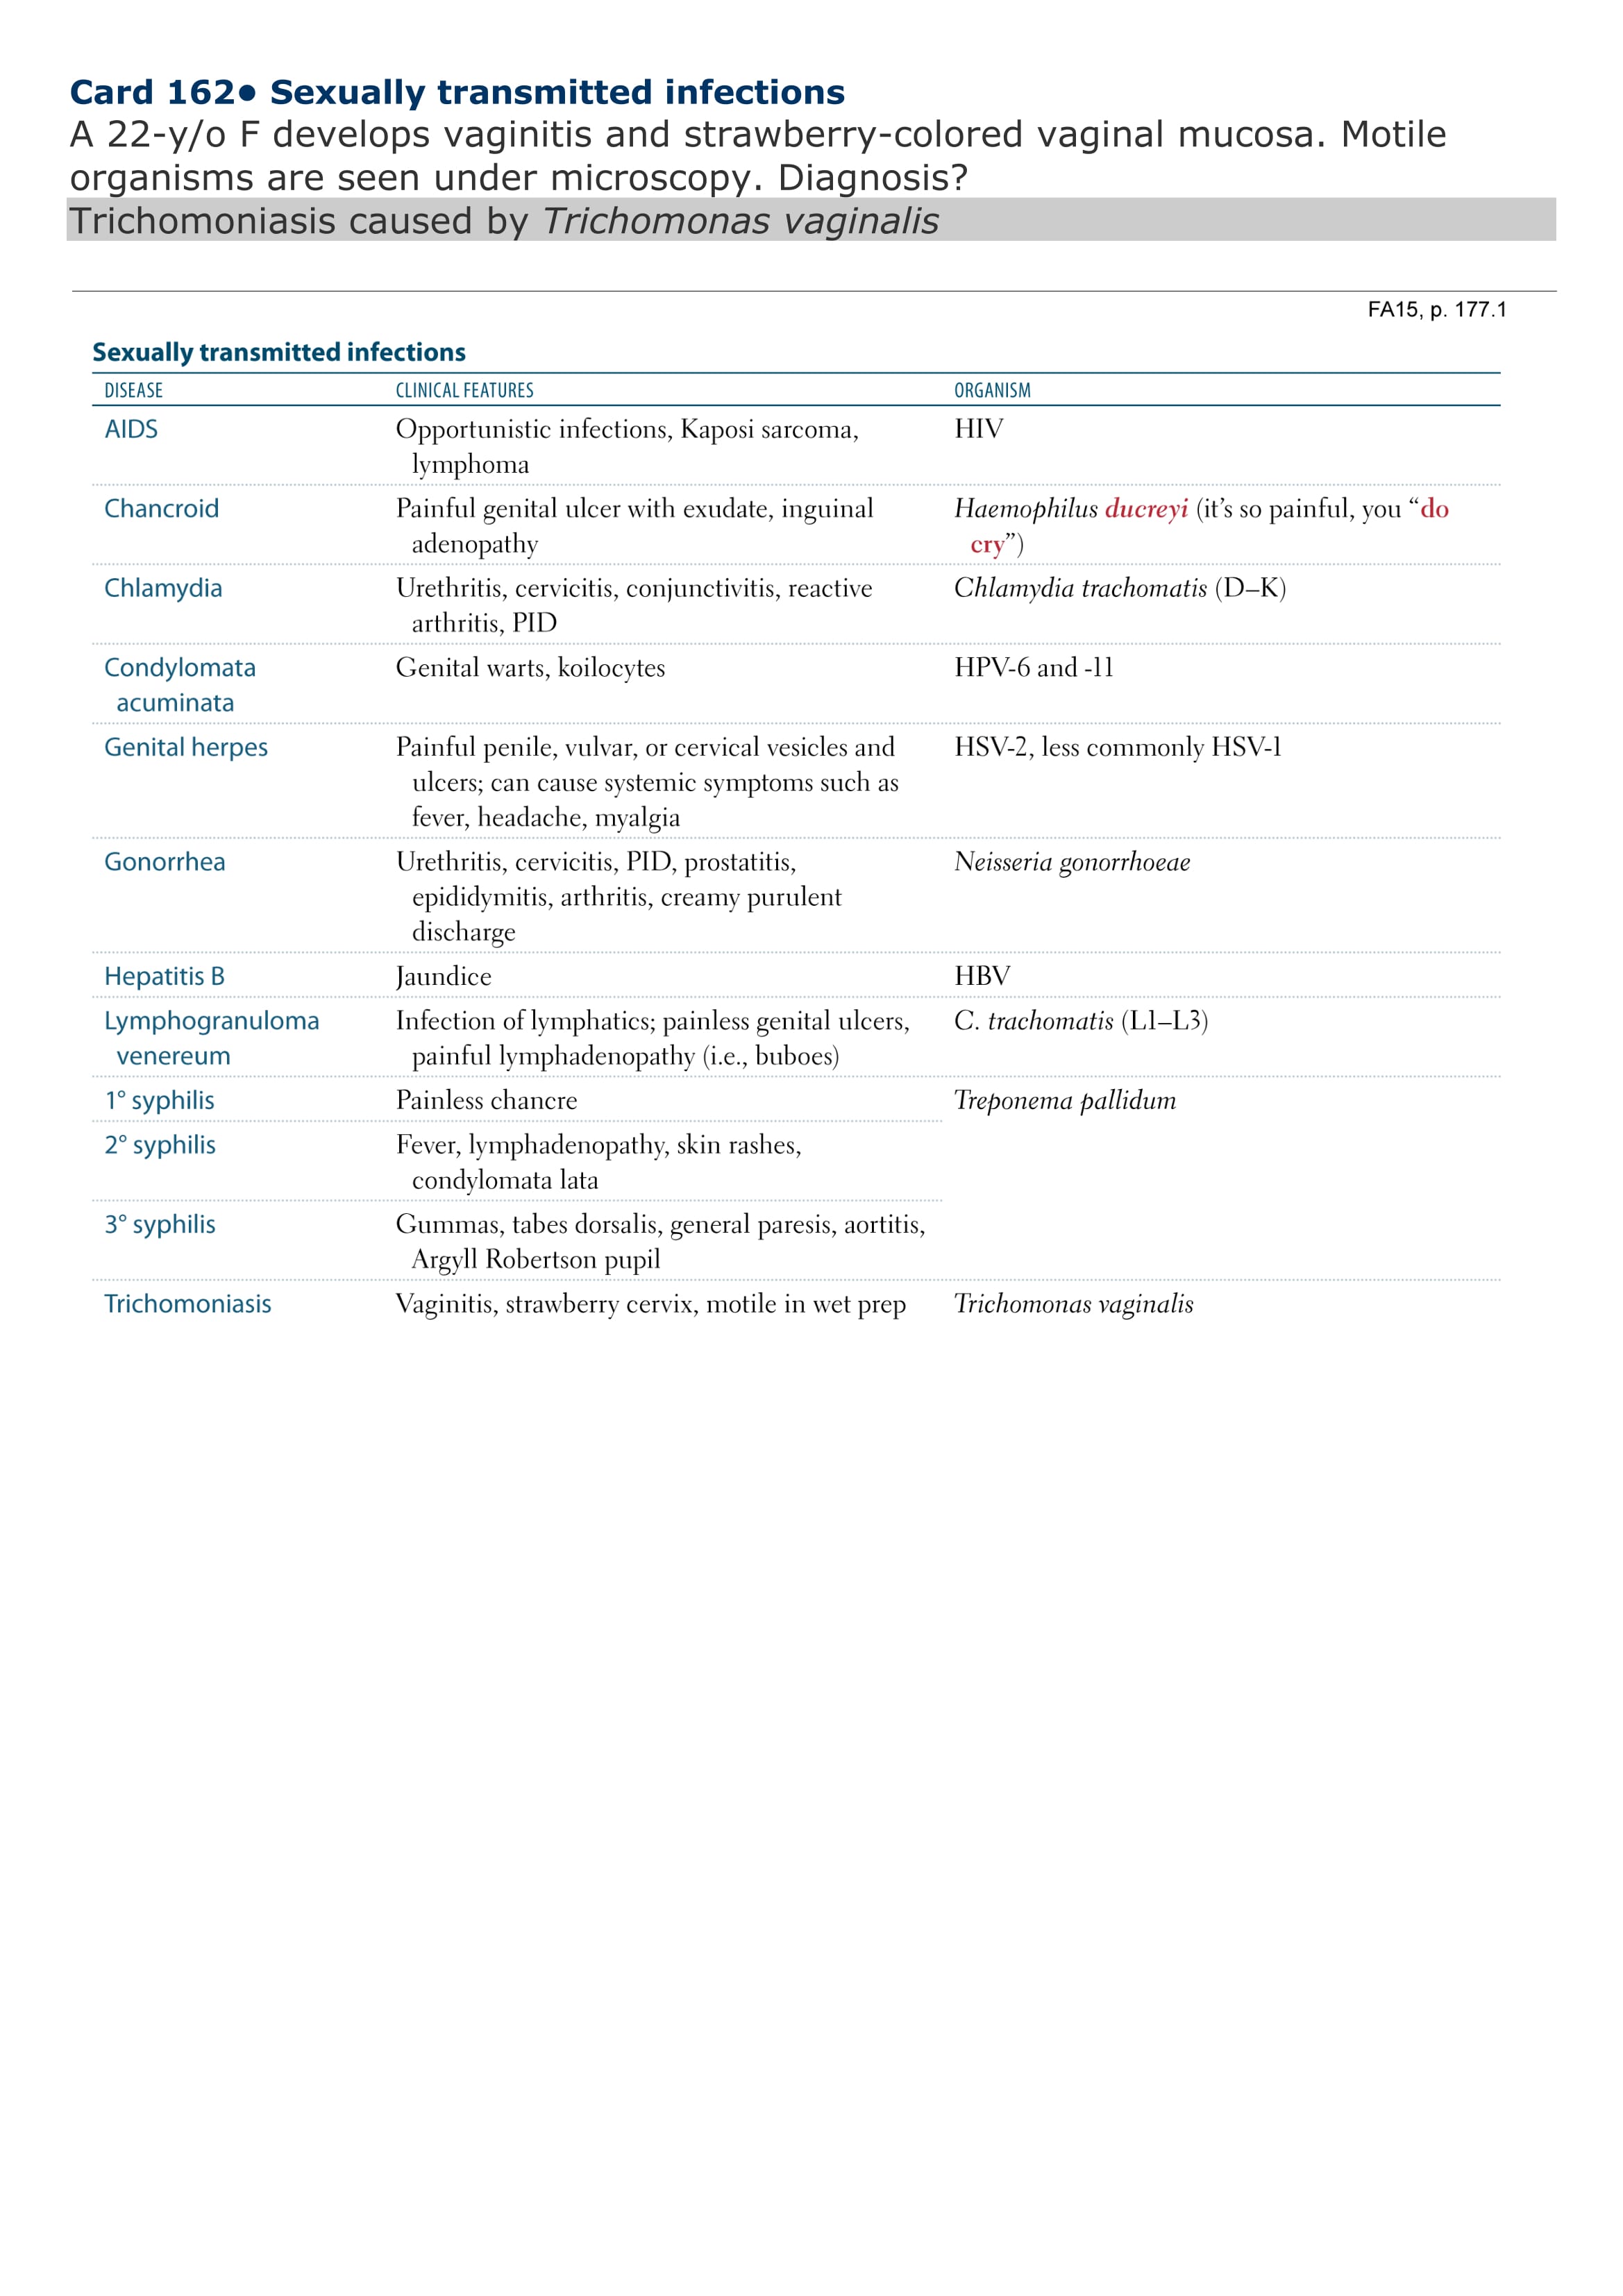 Card 162• Sexually transmitted infections
A 22-y/o F develops vaginitis and strawberry-colored vaginal mucosa. Motile
organisms are seen under microscopy. Diagnosis?
Trichomoniasis caused by Trichomonas vaginalis
FA15, p. 177.1
Sexually transmitted infections
DISEASE CLINICAL FEATURES ORGANISM
AIDS Opportunistic infections, Kaposi sarcoma, HIV
lymphoma
Chancroid Painful genital ulcer with exudate, inguinal Haemophilus ducreyi (it’s so painful, you “do
adenopathy cry”)
Chlamydia Urethritis, cervicitis, conjunctivitis, reactive Chlamydia trachomatis (D–K)
arthritis, PID
Condylomata Genital warts, koilocytes HPV-6 and -11
acuminata
Genital herpes Painful penile, vulvar, or cervical vesicles and HSV-2, less commonly HSV-1
ulcers; can cause systemic symptoms such as
fever, headache, myalgia
Gonorrhea Urethritis, cervicitis, PID, prostatitis, Neisseria gonorrhoeae
epididymitis, arthritis, creamy purulent
discharge
Hepatitis B Jaundice HBV
Lymphogranuloma Infection of lymphatics; painless genital ulcers, C. trachomatis (L1–L3)
venereum painful lymphadenopathy (i.e., buboes)
1° syphilis Painless chancre Treponema pallidum
2° syphilis Fever, lymphadenopathy, skin rashes,
condylomata lata
3° syphilis Gummas, tabes dorsalis, general paresis, aortitis,
Argyll Robertson pupil
Trichomoniasis Vaginitis, strawberry cervix, motile in wet prep Trichomonas vaginalis